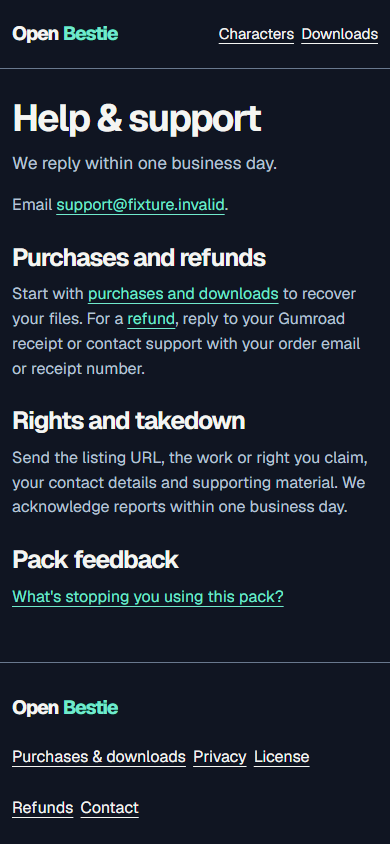 Open Bestie
Characters Downloads
Help & support
We reply within one business day.
Email support@fixture.invalid.
Purchases and refunds
Start with purchases and downloads to recover
your files. For a refund, reply to your Gumroad
receipt or contact support with your order email
or receipt number.
Rights and takedown
Send the listing URL, the work or right you claim,
your contact details and supporting material. We
acknowledge reports within one business day.
Pack feedback
What's stopping you using this pack?
Open Bestie
Purchases & downloads Privacy License
Refunds Contact